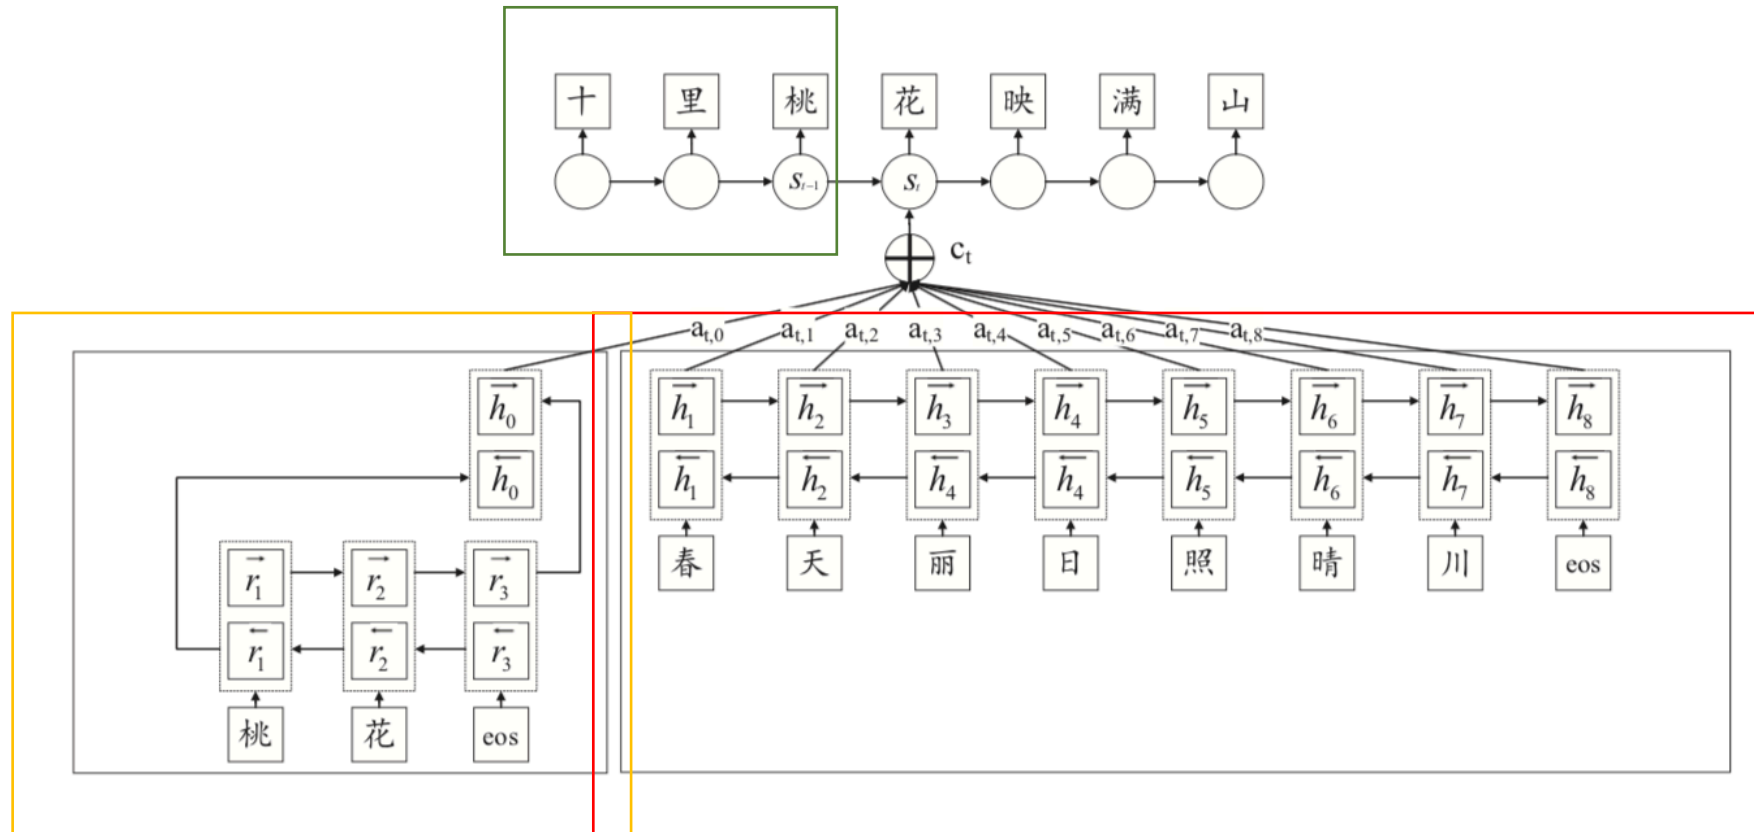 十 里 桃 花 映 满 山
s_{t-1} s_t
c_t
a_{t,0} a_{t,1} a_{t,2} a_{t,3} a_{t,4} a_{t,5} a_{t,6} a_{t,7} a_{t,8}
→h_0 →h_1 →h_2 →h_3 →h_4 →h_5 →h_6 →h_7 →h_8
←h_0 ←h_1 ←h_2 ←h_4 ←h_4 ←h_5 ←h_6 ←h_7 ←h_8
春 天 丽 日 照 晴 川 eos
→r_1 →r_2 →r_3
←r_1 ←r_2 ←r_3
桃 花 eos